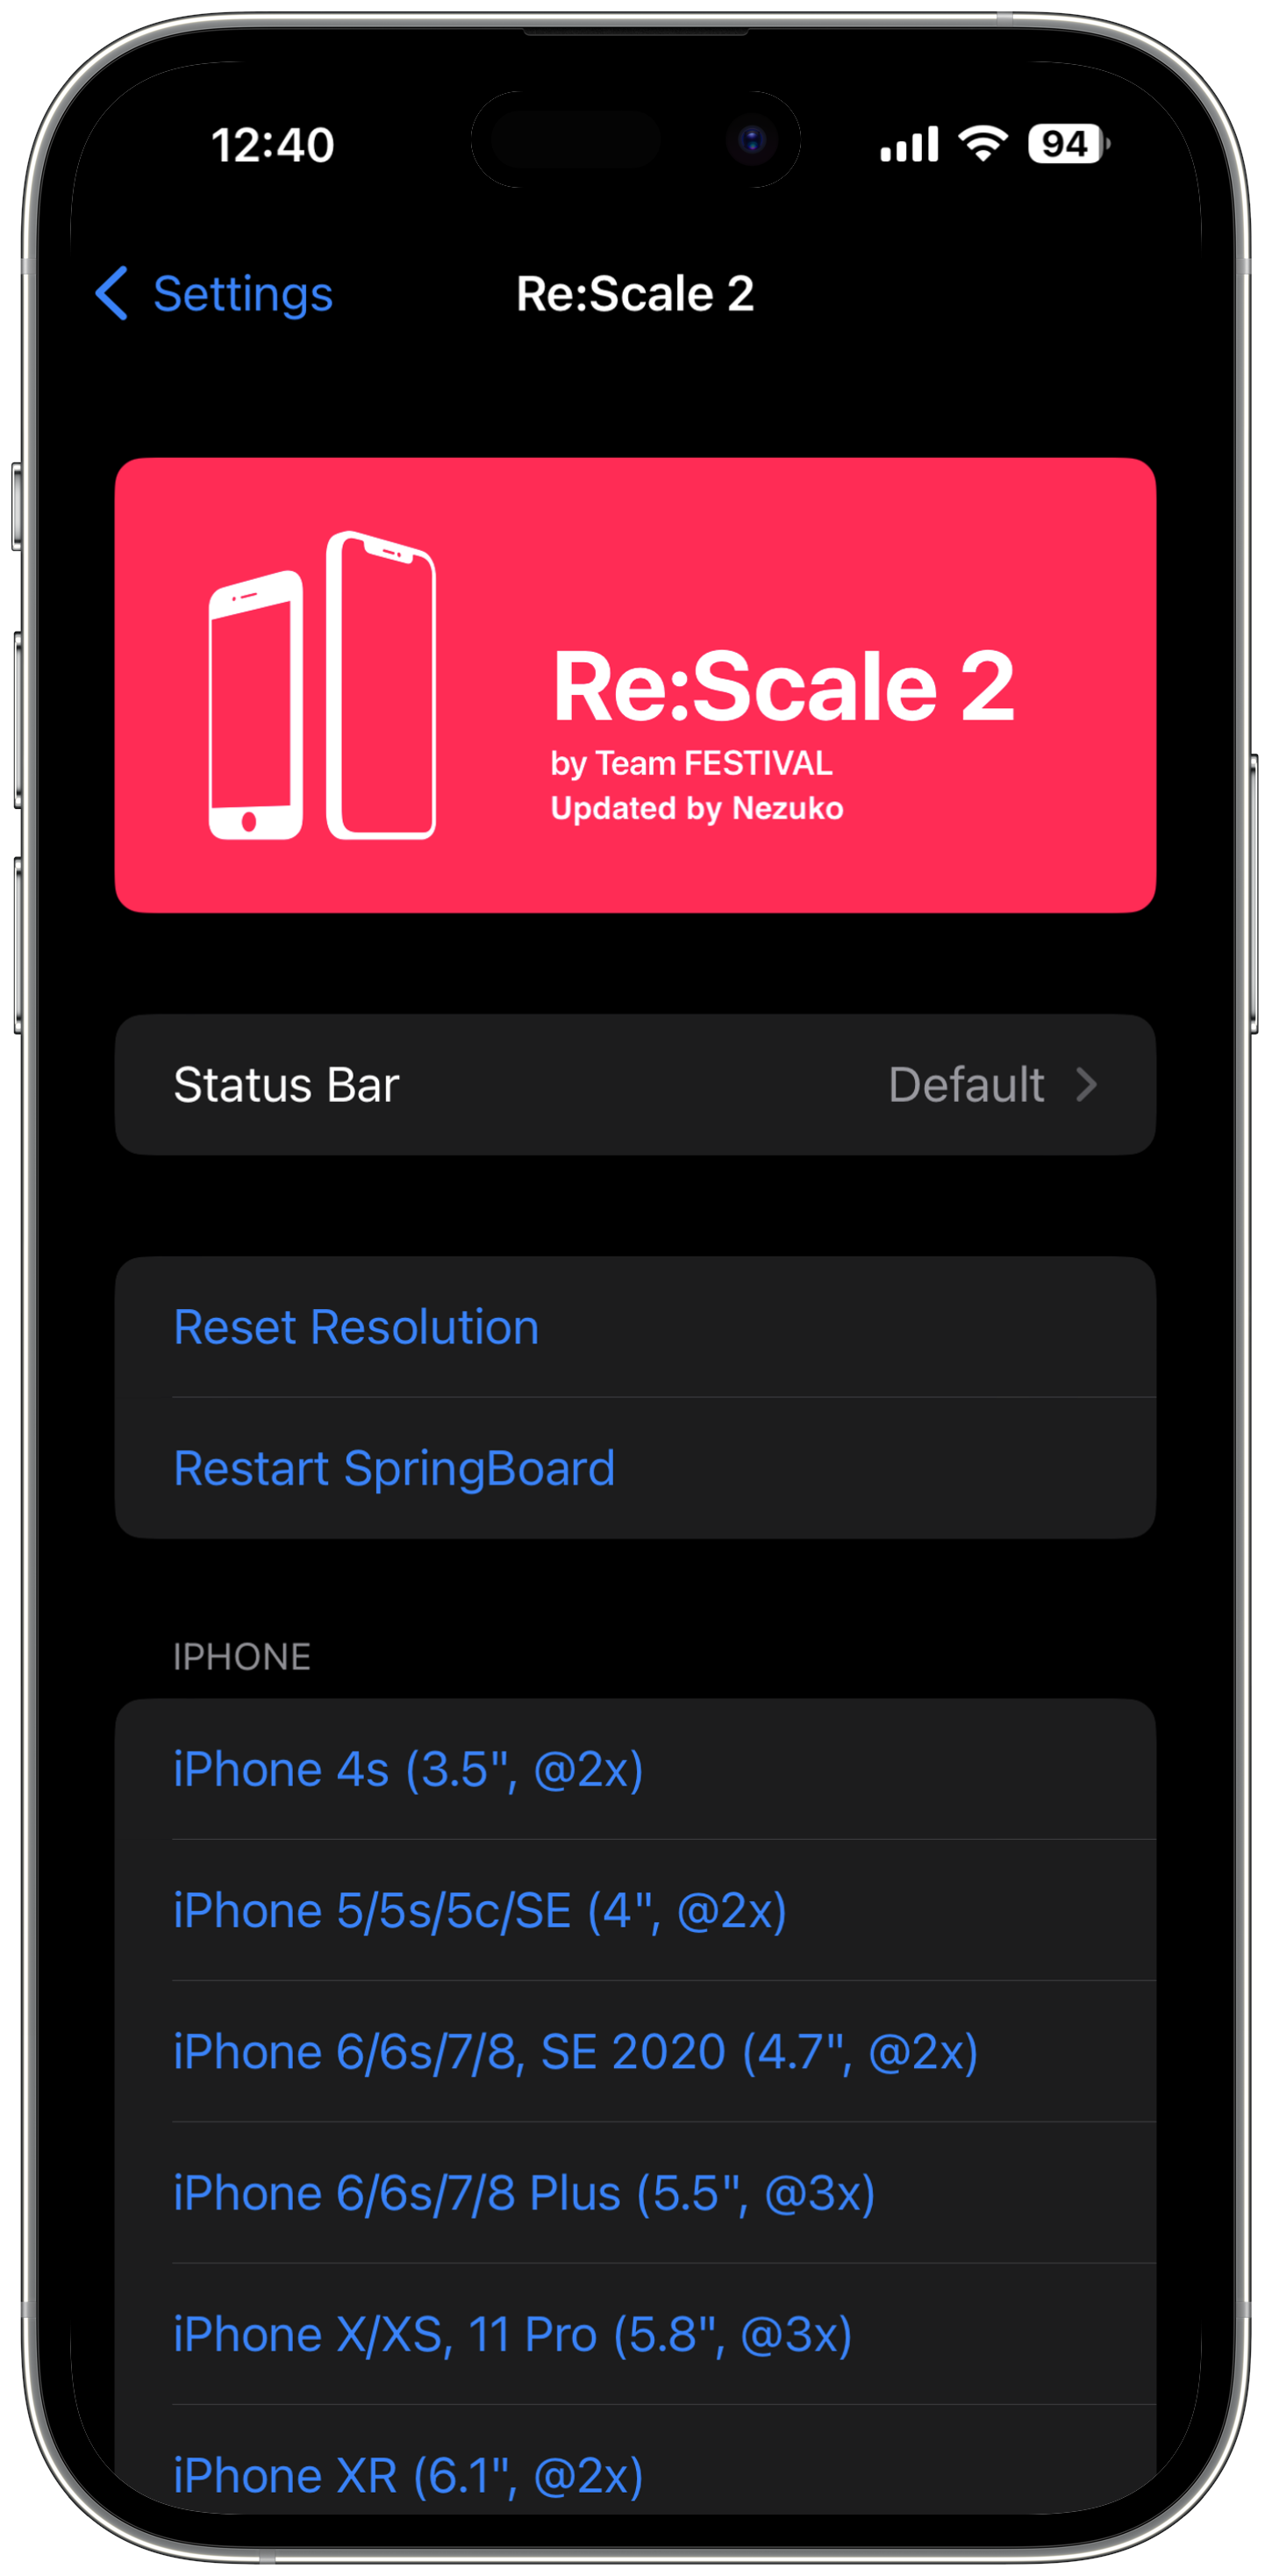 12:40
94
Settings
Re:Scale 2
Re:Scale 2
by Team FESTIVAL
Updated by Nezuko
Status Bar
Default
Reset Resolution
Restart SpringBoard
IPHONE
iPhone 4s (3.5", @2x)
iPhone 5/5s/5c/SE (4", @2x)
iPhone 6/6s/7/8, SE 2020 (4.7", @2x)
iPhone 6/6s/7/8 Plus (5.5", @3x)
iPhone X/XS, 11 Pro (5.8", @3x)
iPhone XR (6.1", @2x)